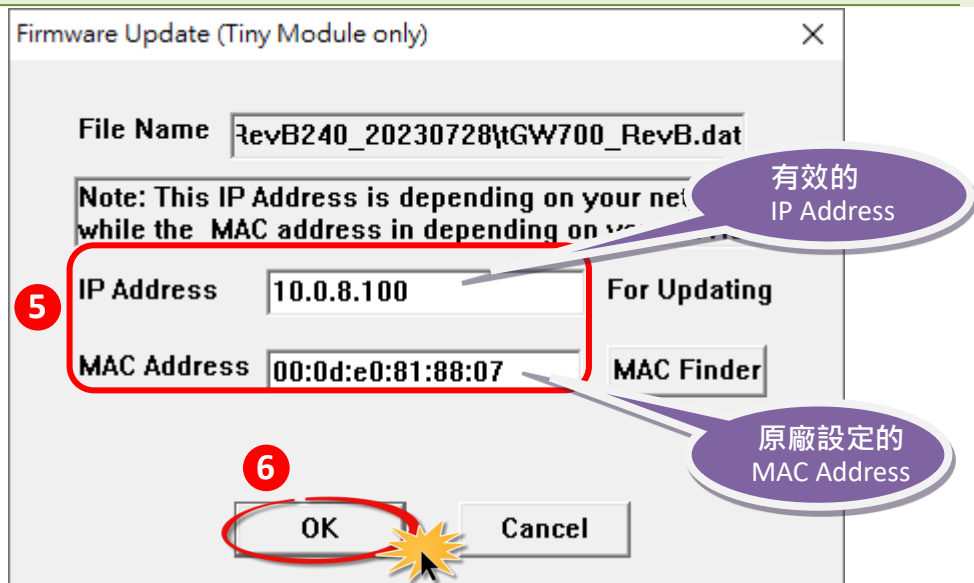 Firmware Update (Tiny Module only)
File Name
RevB240_20230728\tGW700_RevB.dat
Note: This IP Address is depending on your
while the MAC address in depending on
有效的
IP Address
5
IP Address
10.0.8.100
For Updating
MAC Address
00:0d:e0:81:88:07
MAC Finder
原廠設定的
MAC Address
6
OK
Cancel